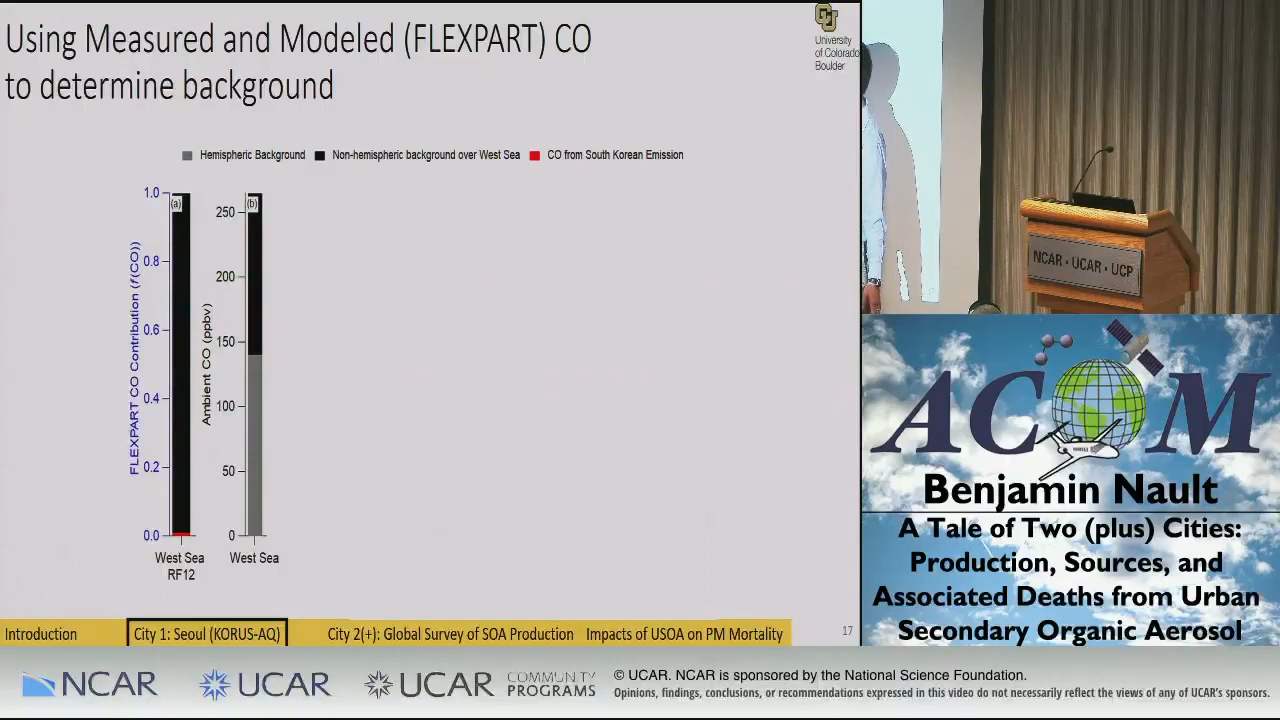 Using Measured and Modeled (FLEXPART) CO
to determine background
University
of Colorado
Boulder
Hemispheric Background
Non-hemispheric background over West Sea
CO from South Korean Emission
FLEXPART CO Contribution (f(CO))
1.0
0.8
0.6
0.4
0.2
0.0
(a)
West Sea
RF12
Ambient CO (ppbv)
250
200
150
100
50
0
(b)
West Sea
Introduction
City 1: Seoul (KORUS-AQ)
City 2(+): Global Survey of SOA Production
Impacts of USOA on PM Mortality
17
NCAR • UCAR • UCP
ACOM
Benjamin Nault
A Tale of Two (plus) Cities:
Production, Sources, and
Associated Deaths from Urban
Secondary Organic Aerosol
NCAR
UCAR
UCAR
COMMUNITY
PROGRAMS
© UCAR. NCAR is sponsored by the National Science Foundation.
Opinions, findings, conclusions, or recommendations expressed in this video do not necessarily reflect the views of any of UCAR's sponsors.